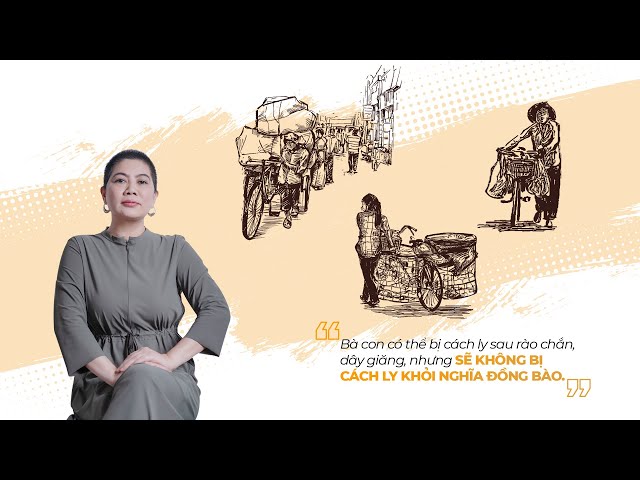 Bà con có thể bị cách ly sau rào chắn,
dây giăng, nhưng SẼ KHÔNG BỊ
CÁCH LY KHỎI NGHĨA ĐỒNG BÀO.